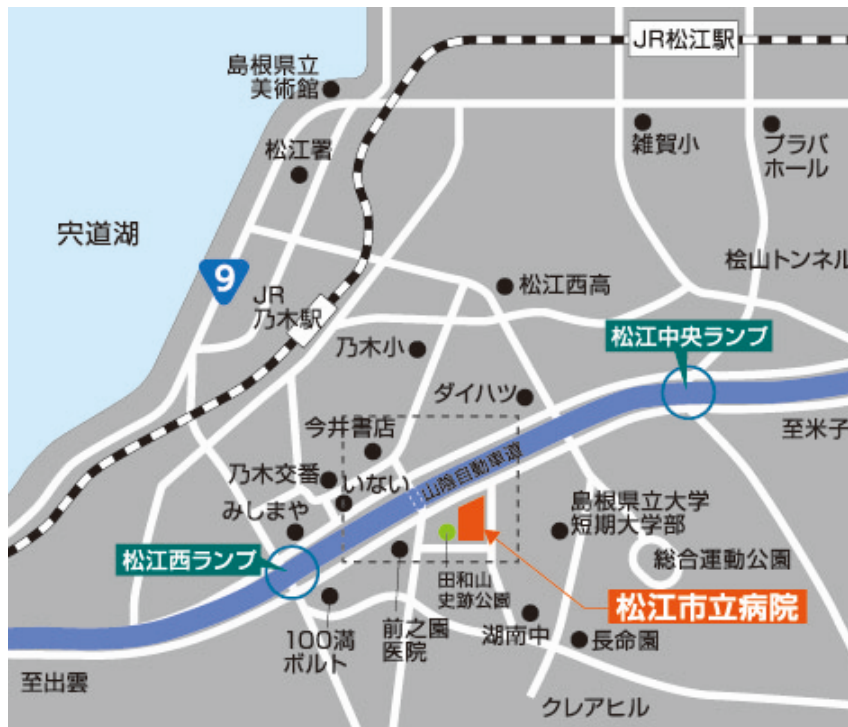 JR松江駅
島根県立
美術館
松江署
雑賀小
プラバ
ホール
宍道湖
9
JR
乃木駅
松江西高
桧山トンネル
乃木小
松江中央ランプ
ダイハツ
至米子
今井書店
山陰自動車道
乃木交番
いない
みしまや
島根県立大学
短期大学部
総合運動公園
松江西ランプ
田和山
史跡公園
松江市立病院
100満
ボルト
前之園
医院
湖南中
長命園
至出雲
クレアヒル